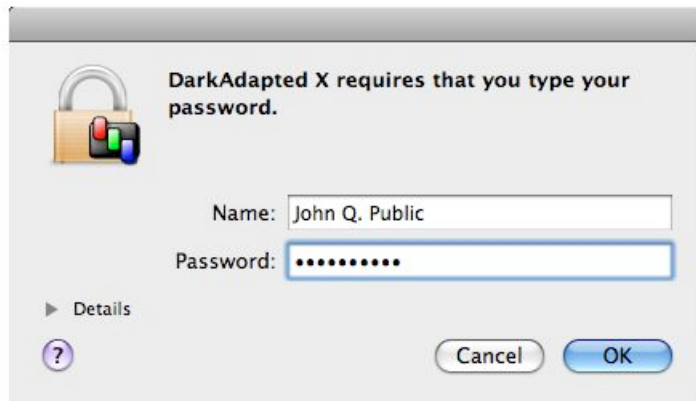 DarkAdapted X requires that you type your
password.
Name: John Q. Public
Password: ••••••••••
Details
?
Cancel OK